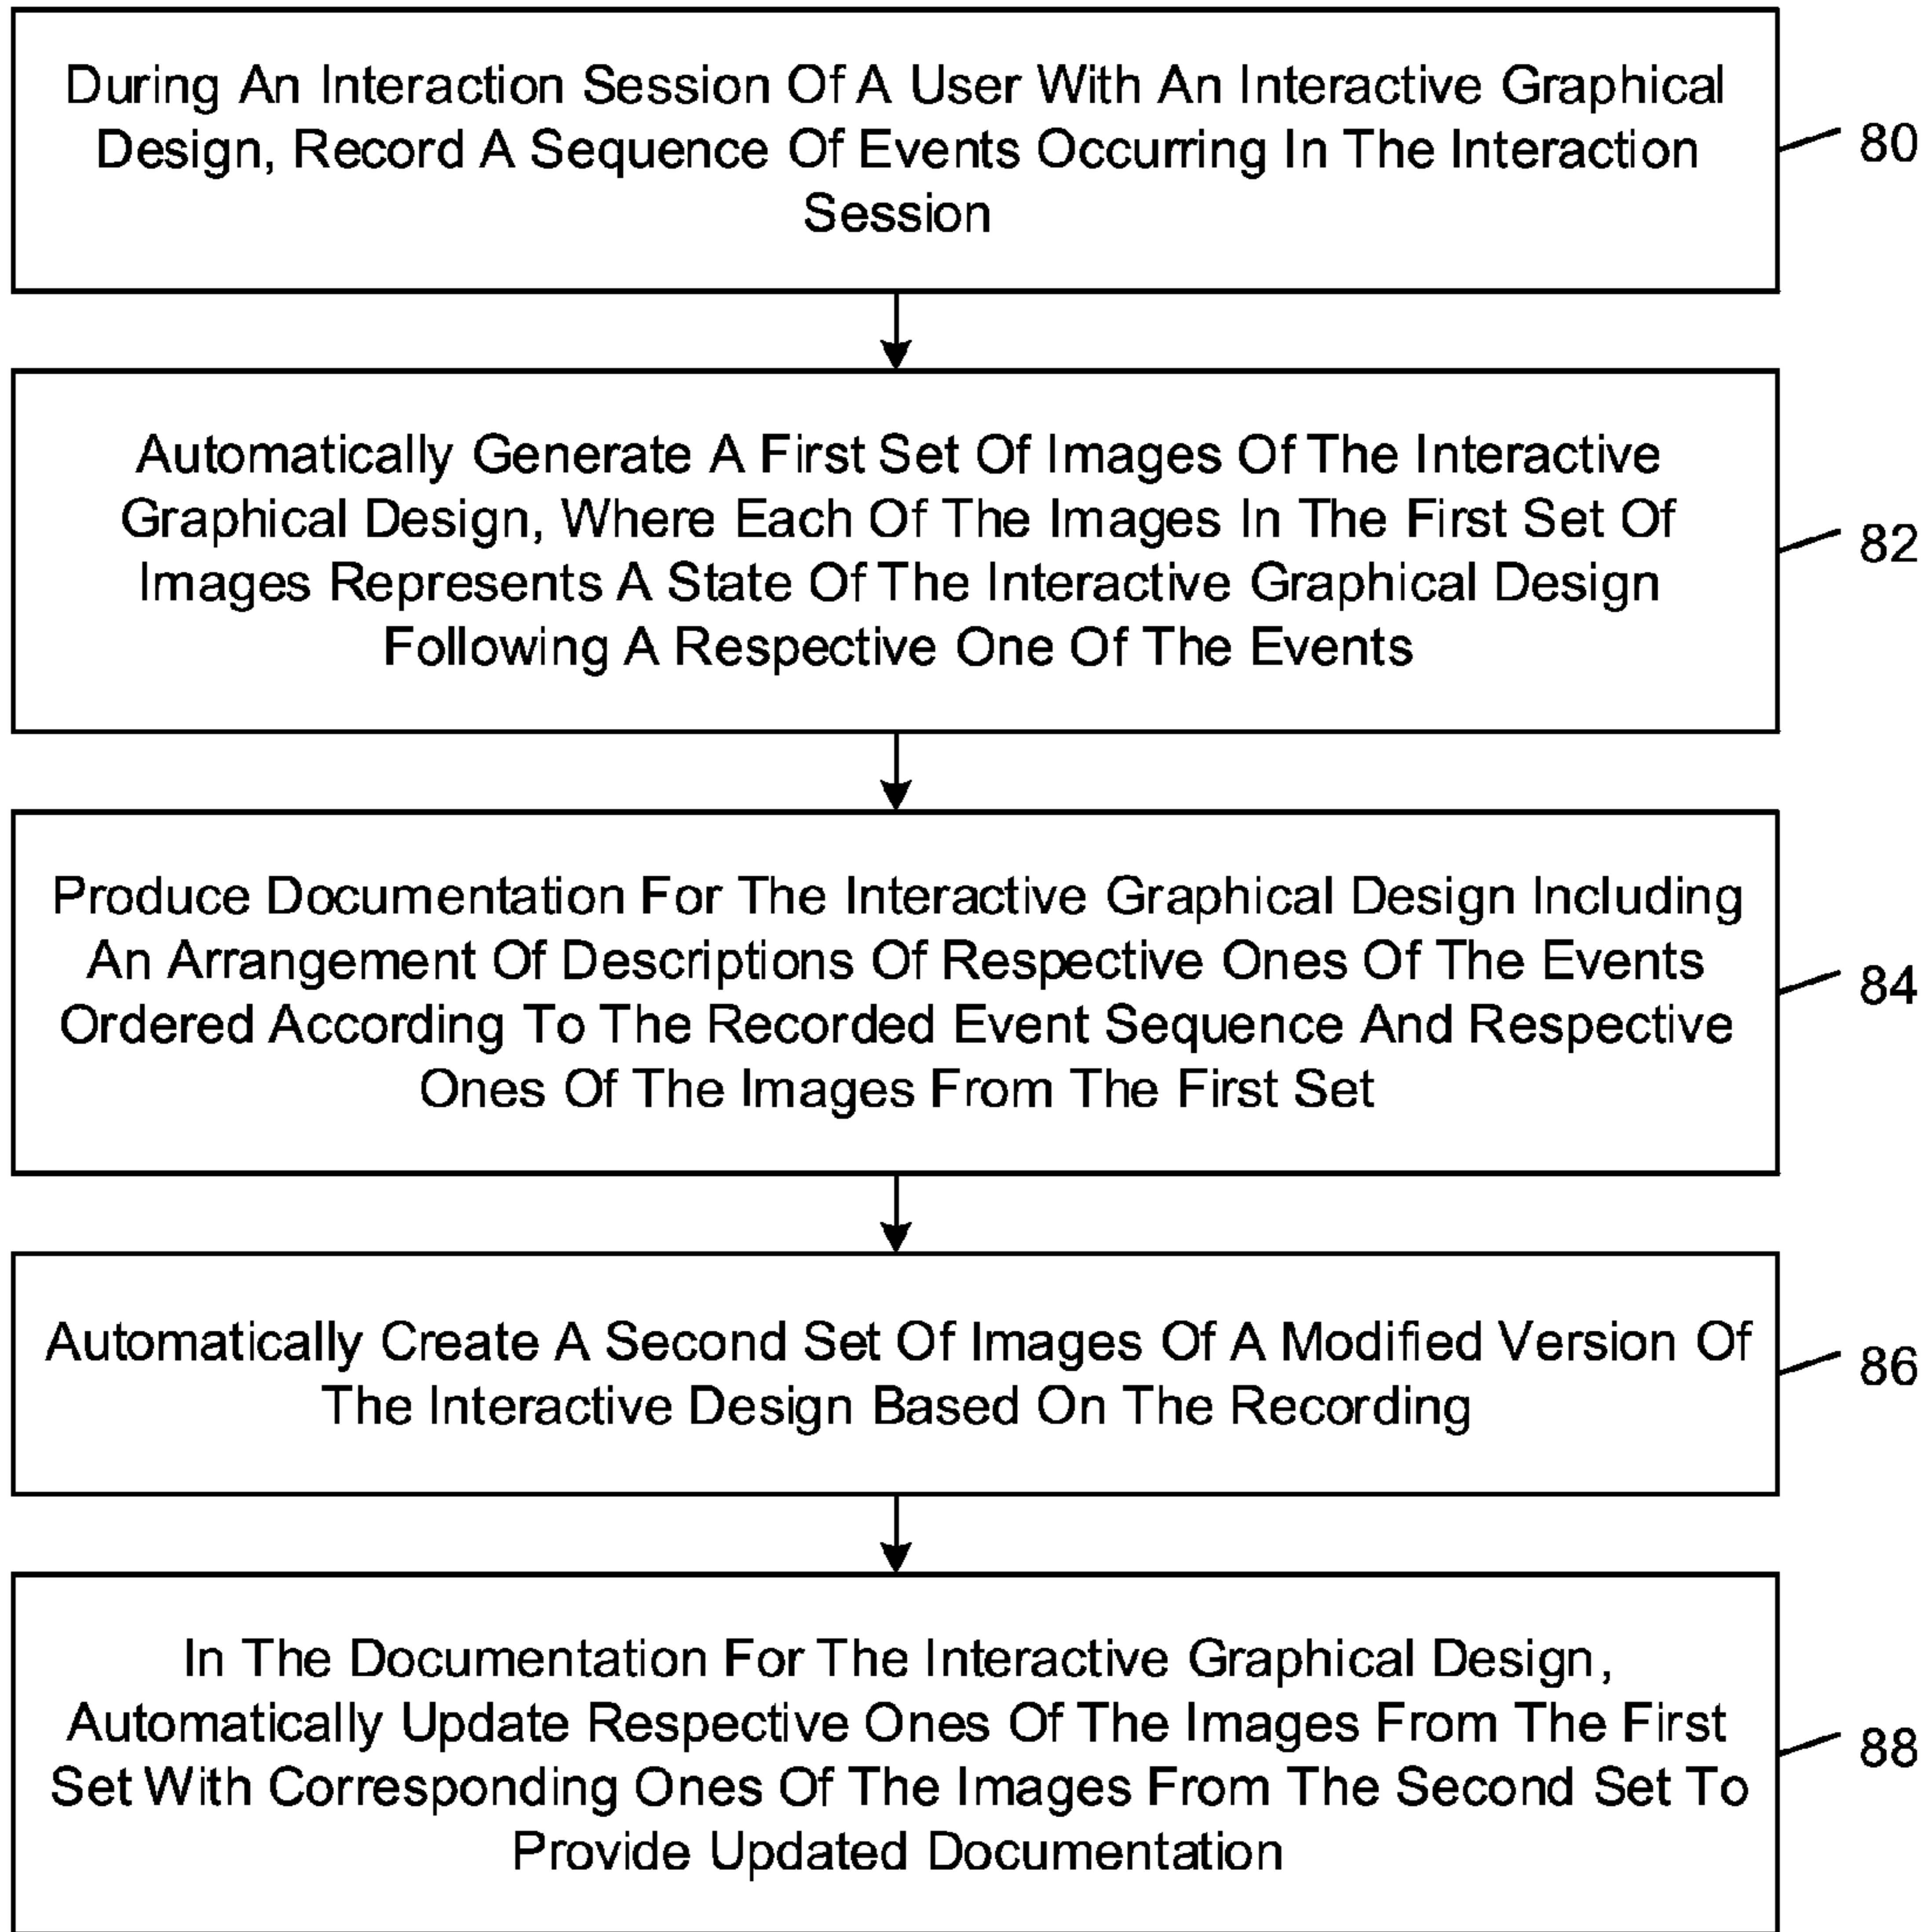 During An Interaction Session Of A User With An Interactive Graphical
Design, Record A Sequence Of Events Occurring In The Interaction
Session
80
Automatically Generate A First Set Of Images Of The Interactive
Graphical Design, Where Each Of The Images In The First Set Of
Images Represents A State Of The Interactive Graphical Design
Following A Respective One Of The Events
82
Produce Documentation For The Interactive Graphical Design Including
An Arrangement Of Descriptions Of Respective Ones Of The Events
Ordered According To The Recorded Event Sequence And Respective
Ones Of The Images From The First Set
84
Automatically Create A Second Set Of Images Of A Modified Version Of
The Interactive Design Based On The Recording
86
In The Documentation For The Interactive Graphical Design,
Automatically Update Respective Ones Of The Images From The First
Set With Corresponding Ones Of The Images From The Second Set To
Provide Updated Documentation
88